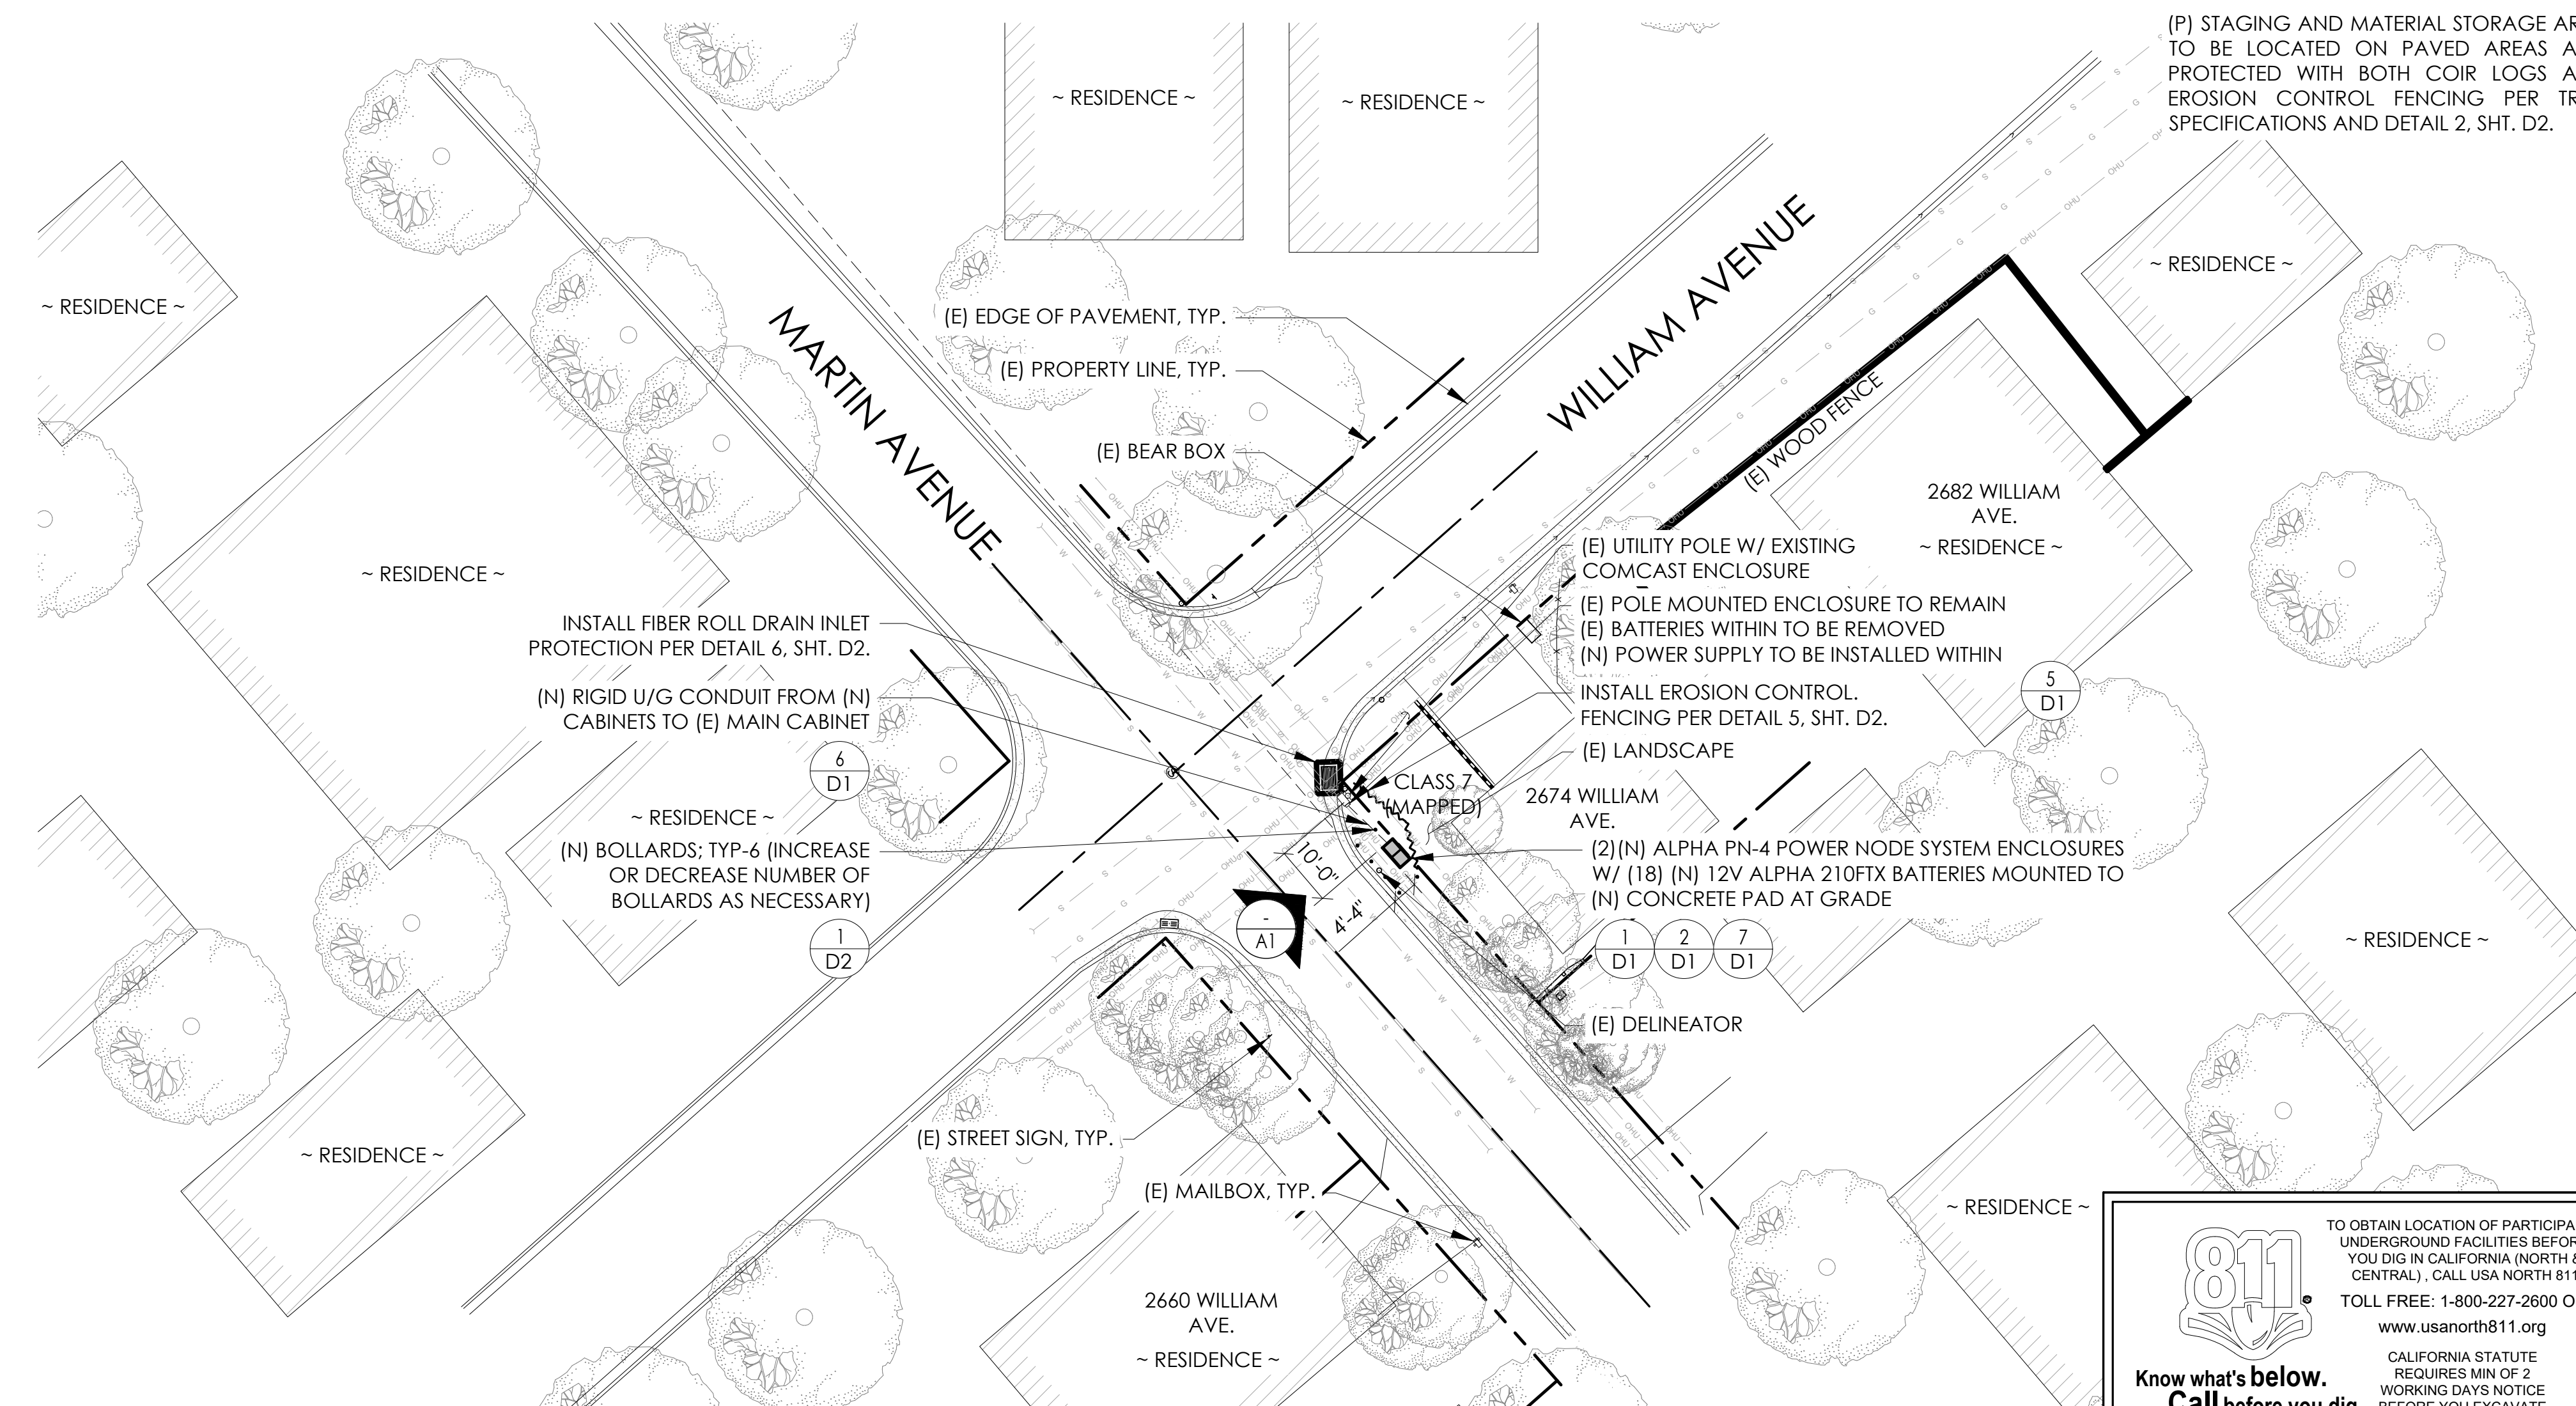 (P) STAGING AND MATERIAL STORAGE
TO BE LOCATED ON PAVED AREAS
PROTECTED WITH BOTH COIR LOGS
EROSION CONTROL FENCING PER
SPECIFICATIONS AND DETAIL 2, SHT. D2.
~ RESIDENCE ~
~ RESIDENCE ~
~ RESIDENCE ~
~ RESIDENCE ~
MARTIN AVENUE
WILLIAM AVENUE
(E) EDGE OF PAVEMENT, TYP.
(E) PROPERTY LINE, TYP.
(E) BEAR BOX
(E) WOOD FENCE
2682 WILLIAM
AVE.
~ RESIDENCE ~
(E) UTILITY POLE W/ EXISTING
COMCAST ENCLOSURE
(E) POLE MOUNTED ENCLOSURE TO REMAIN
(E) BATTERIES WITHIN TO BE REMOVED
(N) POWER SUPPLY TO BE INSTALLED WITHIN
5
D1
INSTALL EROSION CONTROL.
FENCING PER DETAIL 5, SHT. D2.
(E) LANDSCAPE
~ RESIDENCE ~
INSTALL FIBER ROLL DRAIN INLET
PROTECTION PER DETAIL 6, SHT. D2.
(N) RIGID U/G CONDUIT FROM (N)
CABINETS TO (E) MAIN CABINET
6
D1
~ RESIDENCE ~
(N) BOLLARDS; TYP-6 (INCREASE
OR DECREASE NUMBER OF
BOLLARDS AS NECESSARY)
1
D2
CLASS 7
(MAPPED)
2674 WILLIAM
AVE.
(2)(N) ALPHA PN-4 POWER NODE SYSTEM ENCLOSURES
W/ (18) (N) 12V ALPHA 210FTX BATTERIES MOUNTED TO
(N) CONCRETE PAD AT GRADE
1
D1
2
D1
7
D1
10'-0"
4'-4"
-
A1
(E) DELINEATOR
~ RESIDENCE ~
(E) STREET SIGN, TYP.
(E) MAILBOX, TYP.
~ RESIDENCE ~
~ RESIDENCE ~
2660 WILLIAM
AVE.
~ RESIDENCE ~
811
Know what's below.
Call before you dig
TO OBTAIN LOCATION OF
UNDERGROUND FACILITIES
YOU DIG IN CALIFORNIA (NORTH &
CENTRAL) , CALL USA NORTH 811
TOLL FREE: 1-800-227-2600
www.usanorth811.org
CALIFORNIA STATUTE
REQUIRES MIN OF 2
WORKING DAYS NOTICE
BEFORE YOU EXCAVATE